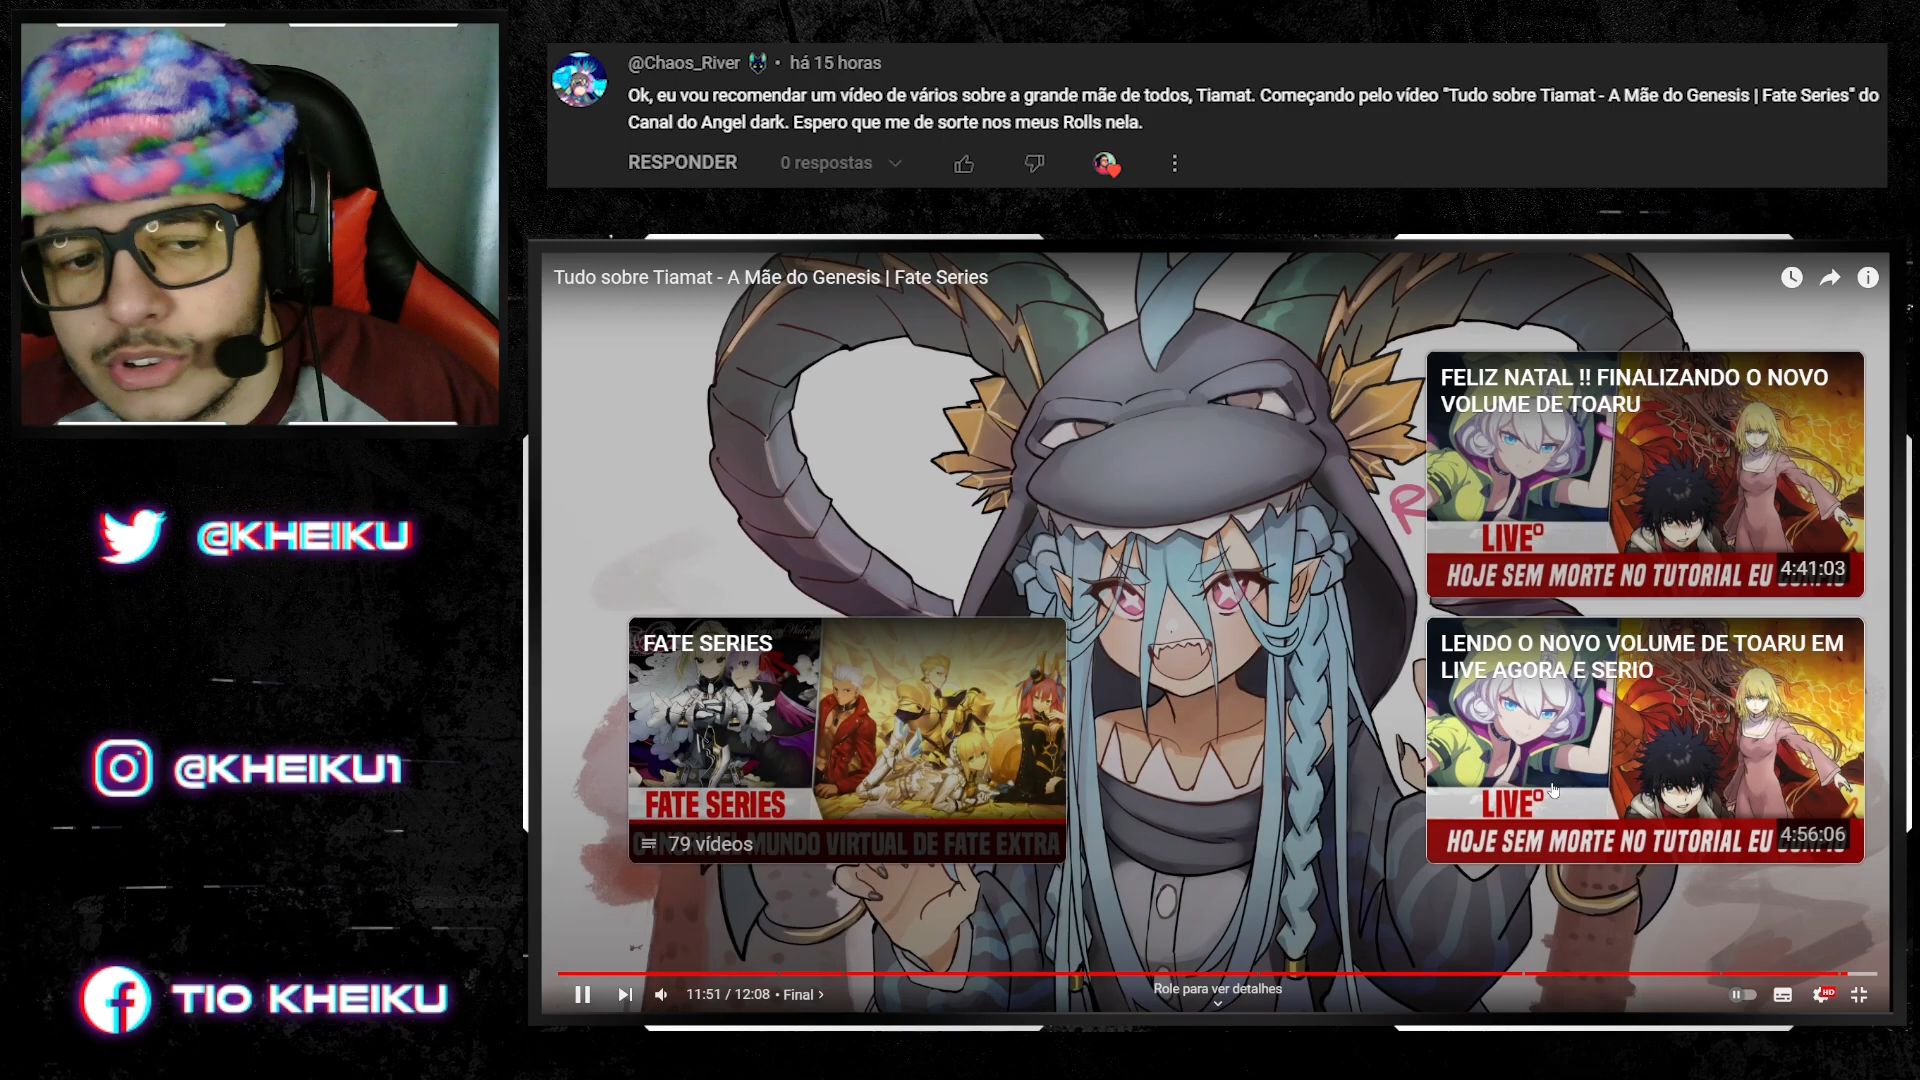 @Chaos_River • há 15 horas
Ok, eu vou recomendar um vídeo de vários sobre a grande mãe de todos, Tiamat. Começando pelo vídeo "Tudo sobre Tiamat - A Mãe do Genesis | Fate Series" do
Canal do Angel dark. Espero que me de sorte nos meus Rolls nela.
RESPONDER 0 respostas
Tudo sobre Tiamat - A Mãe do Genesis | Fate Series
FELIZ NATAL !! FINALIZANDO O NOVO
VOLUME DE TOARU
LIVE
HOJE SEM MORTE NO TUTORIAL EU
4:41:03
@KHEIKU
R
FATE SERIES
FATE SERIES
MUNDO VIRTUAL DE FATE EXTRA
79 vídeos
LENDO O NOVO VOLUME DE TOARU EM
LIVE AGORA E SERIO
LIVE
HOJE SEM MORTE NO TUTORIAL EU
4:56:06
@KHEIKU1
TIO KHEIKU
11:51 / 12:08 • Final
Role para ver detalhes
HD